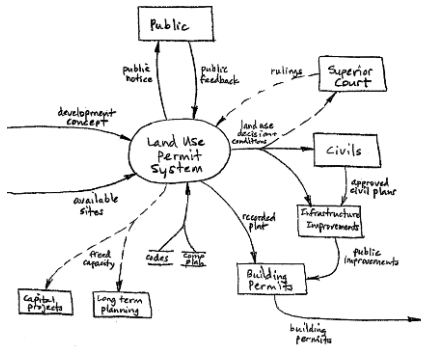 Public
public
notice
public
feedback
rulings
Superior
Court
development
concept
Land Use
Permit
System
land use
decision +
conditions
Civils
available
sites
approved
civil plans
recorded
plat
Infrastructure
Improvements
fixed
capacity
codes
comp
plan
public
improvements
Capital
projects
Long term
planning
Building
Permits
building
permits